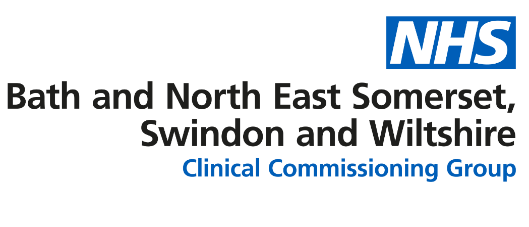 NHS
Bath and North East Somerset,
Swindon and Wiltshire
Clinical Commissioning Group